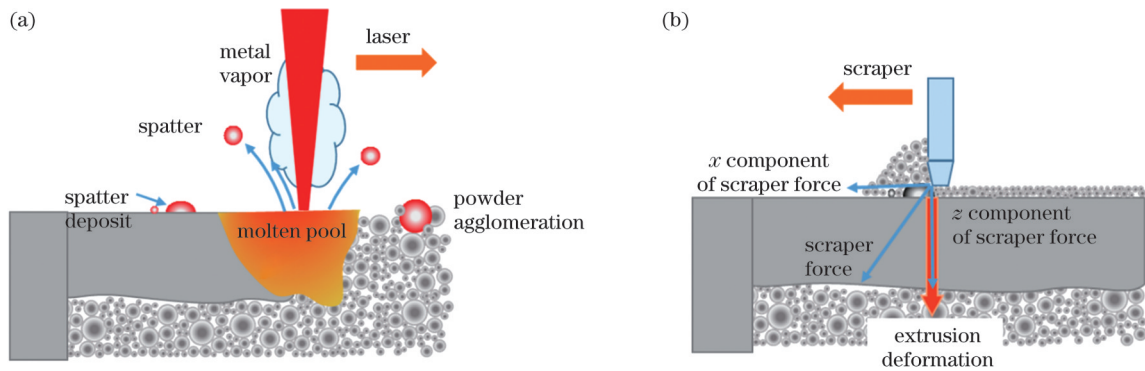 (a)
laser
metal
vapor
spatter
spatter
deposit
molten pool
powder
agglomeration
(b)
scraper
x component
of scraper force
z component
of scraper force
scraper
force
extrusion
deformation